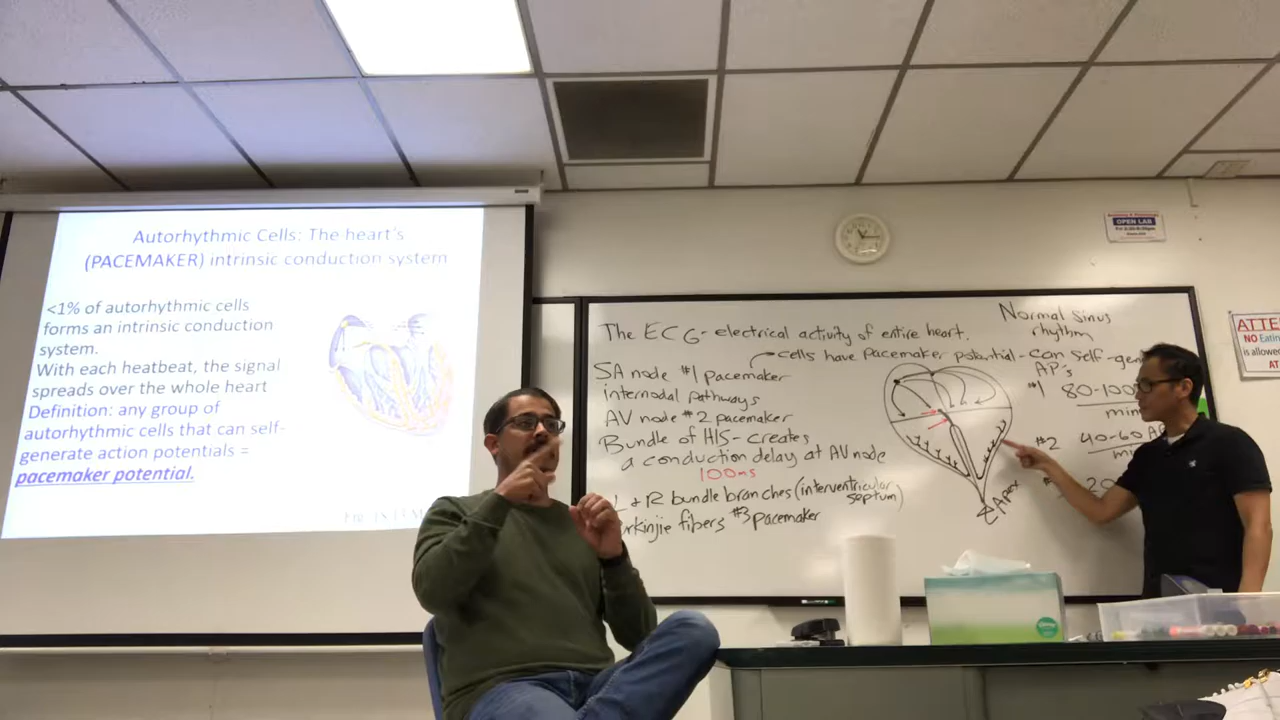 Autorhythmic Cells: The heart's
(PACEMAKER) intrinsic conduction system
<1% of autorhythmic cells
forms an intrinsic conduction
system.
With each heatbeat, the signal
spreads over the whole heart
Definition: any group of
autorhythmic cells that can self-
generate action potentials =
pacemaker potential.
The ECG - electrical activity of entire heart.
Normal Sinus
rhythm
cells have Pacemaker potential - can self-gen
AP's
SA node #1 pacemaker
internodal pathways
AV node #2 pacemaker
Bundle of HIS - creates
a conduction delay at AV node
100ms
L + R bundle branches (interventricular
septum)
#3 pacemaker
fibers
Apex
#1 80-100
min
#2 40-60 AP
20
OPEN LAB
ATTE
NO Eatin
is allowe
AT